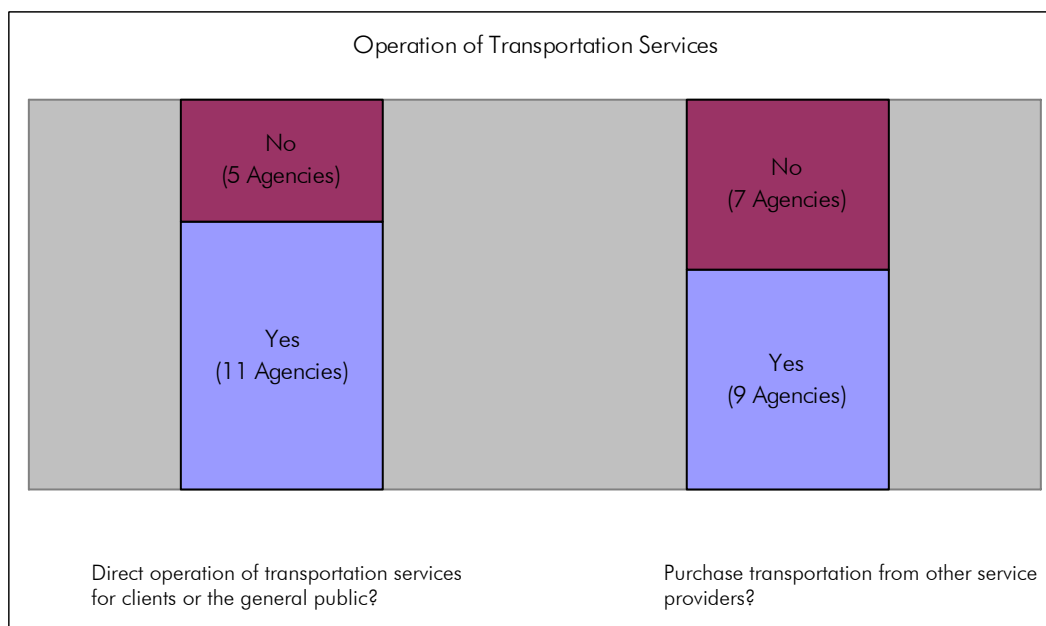 Operation of Transportation Services
No
(5 Agencies)
Yes
(11 Agencies)
No
(7 Agencies)
Yes
(9 Agencies)
Direct operation of transportation services
for clients or the general public?
Purchase transportation from other service
providers?